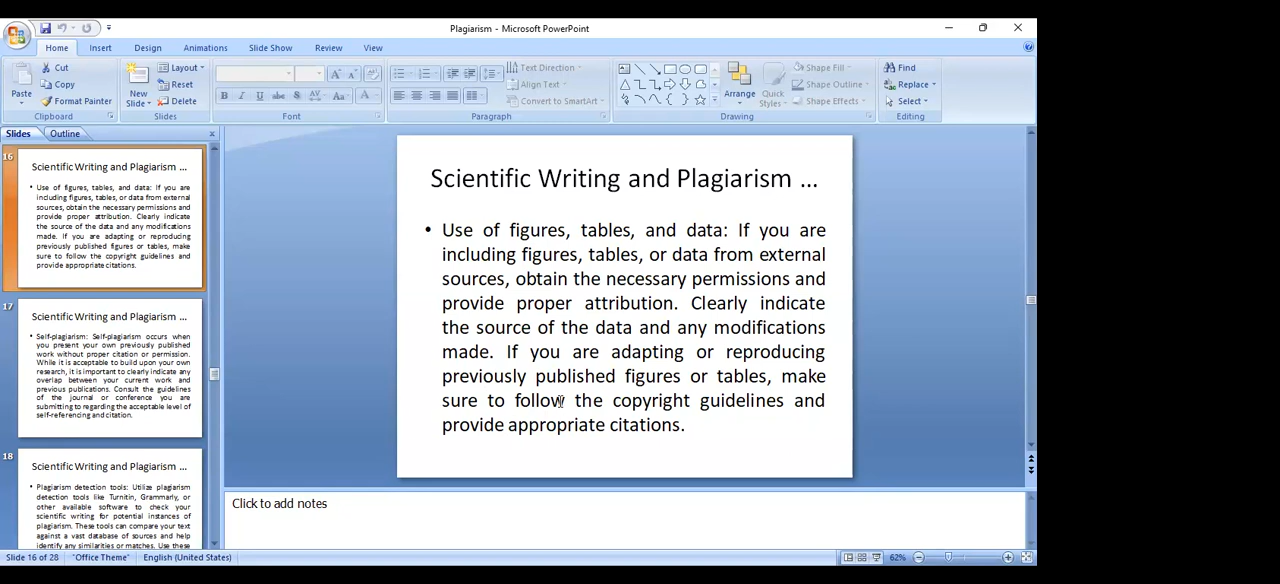 Plagiarism - Microsoft PowerPoint
Home Insert Design Animations Slide Show Review View
Paste
Cut
Copy
Format Painter
Clipboard
New Slide
Layout
Reset
Delete
Slides
B I U abc S AV Aa A
Font
Text Direction
Align Text
Convert to SmartArt
Paragraph
Arrange
Quick Styles
Shape Fill
Shape Outline
Shape Effects
Drawing
Find
Replace
Select
Editing
Slides Outline x
16
Scientific Writing and Plagiarism ...
• Use of figures, tables, and data: If you are
including figures, tables, or data from external
sources, obtain the necessary permissions and
provide proper attribution. Clearly indicate
the source of the data and any modifications
made. If you are adapting or reproducing
previously published figures or tables, make
sure to follow the copyright guidelines and
provide appropriate citations.
17
Scientific Writing and Plagiarism ...
• Self-plagiarism: Self-plagiarism occurs when
you present your own previously published
work without proper citation or permission.
While it is acceptable to build upon your own
research, it is important to clearly indicate any
overlap between your current work and
previous publications. Consult the guidelines
of the journal or conference you are
submitting to regarding the acceptable level of
self-referencing and citation.
18
Scientific Writing and Plagiarism ...
• Plagiarism detection tools: Utilize plagiarism
detection tools like Turnitin, Grammarly, or
other available software to check your
scientific writing for potential instances of
plagiarism. These tools can compare your text
against a vast database of sources and help
identify any similarities or matches. Use these
Scientific Writing and Plagiarism ...
• Use of figures, tables, and data: If you are
including figures, tables, or data from external
sources, obtain the necessary permissions and
provide proper attribution. Clearly indicate
the source of the data and any modifications
made. If you are adapting or reproducing
previously published figures or tables, make
sure to follow the copyright guidelines and
provide appropriate citations.
Click to add notes
Slide 16 of 28 "Office Theme" English (United States) 62%